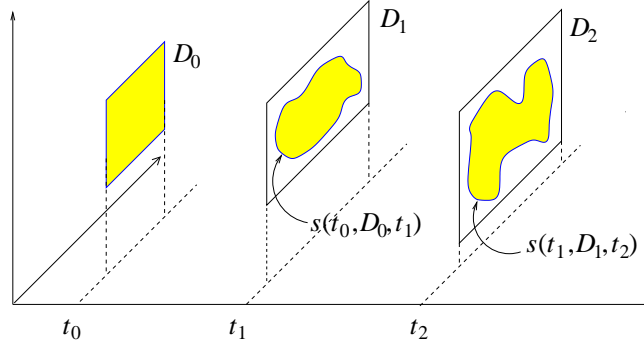 D₀
D₁
D₂
s(t₀,D₀,t₁)
s(t₁,D₁,t₂)
t₀
t₁
t₂